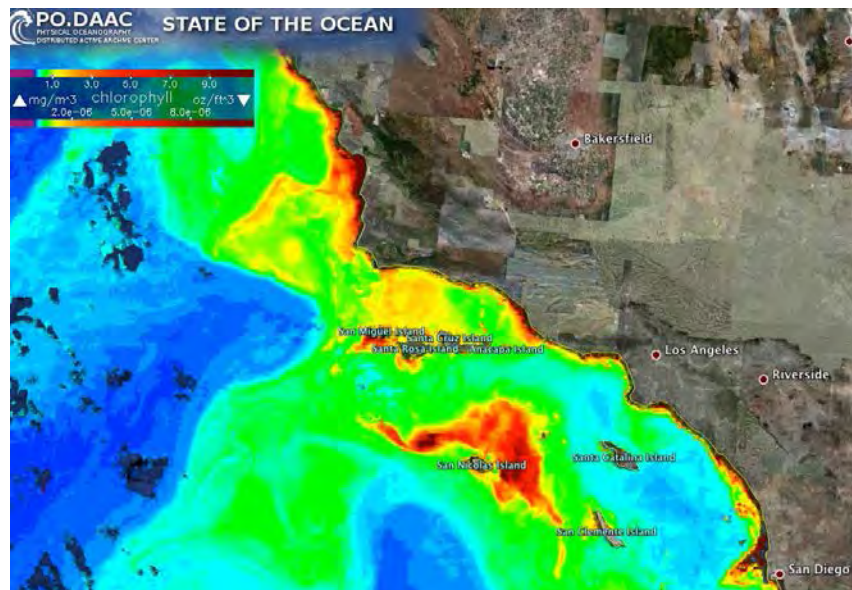 PO.DAAC
PHYSICAL OCEANOGRAPHY
DISTRIBUTED ACTIVE ARCHIVE CENTER
STATE OF THE OCEAN
1.0 3.0 5.0 7.0 9.0
mg/m^3 chlorophyll oz/ft^3
2.0e-06 5.0e-06 8.0e-06
Bakersfield
San Miguel Island
Santa Cruz Island
Santa Rosa Island
Anacapa Island
Los Angeles
Riverside
San Nicolas Island
Santa Catalina Island
San Clemente Island
San Diego